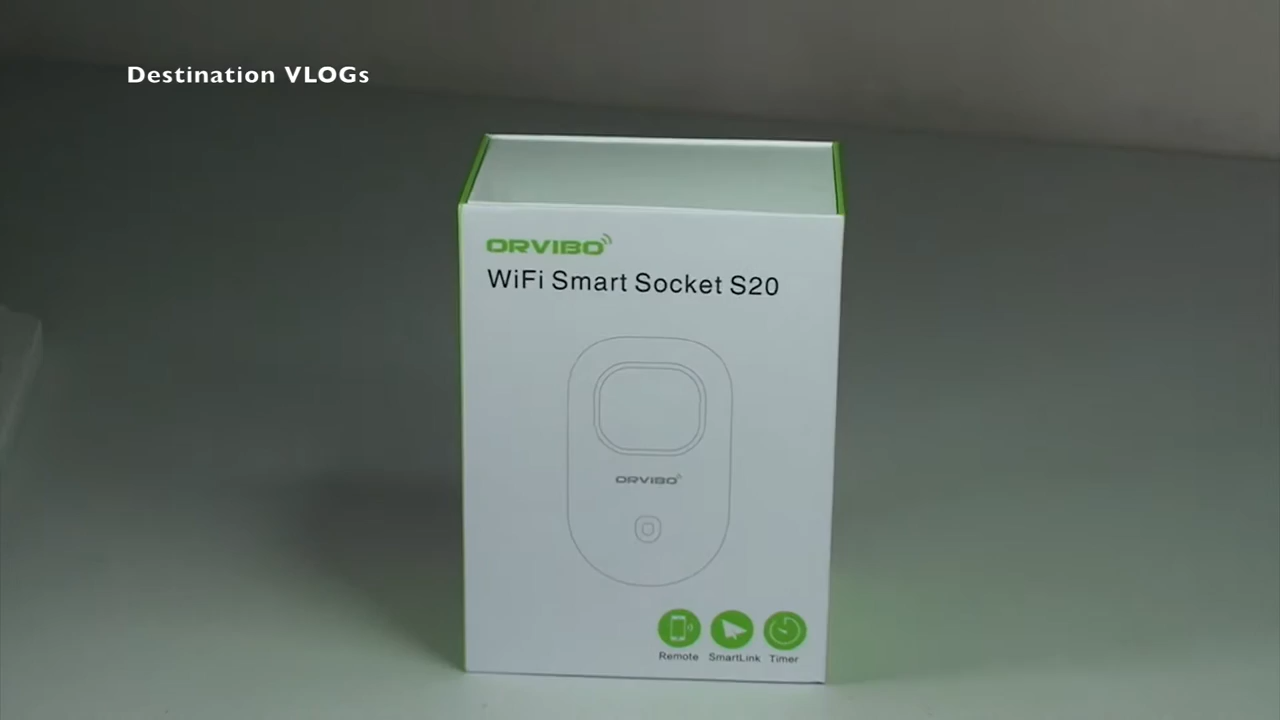 Destination VLOGs
ORVIBO
WiFi Smart Socket S20
ORVIBO
Remote SmartLink Timer